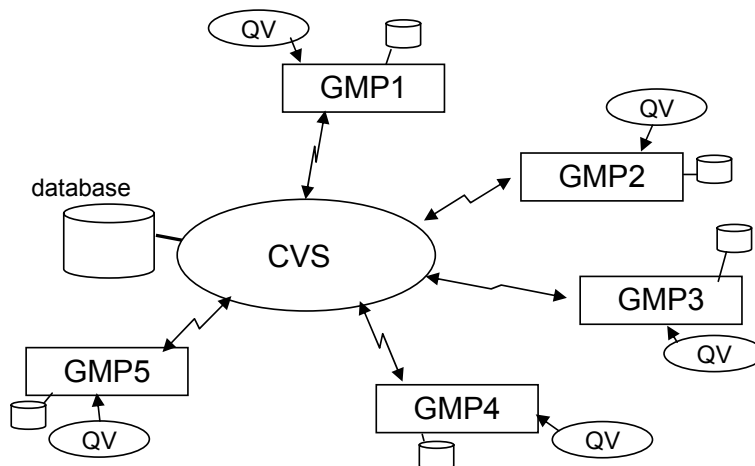 QV
GMP1
QV
GMP2
database
CVS
GMP3
QV
GMP5
QV
GMP4
QV